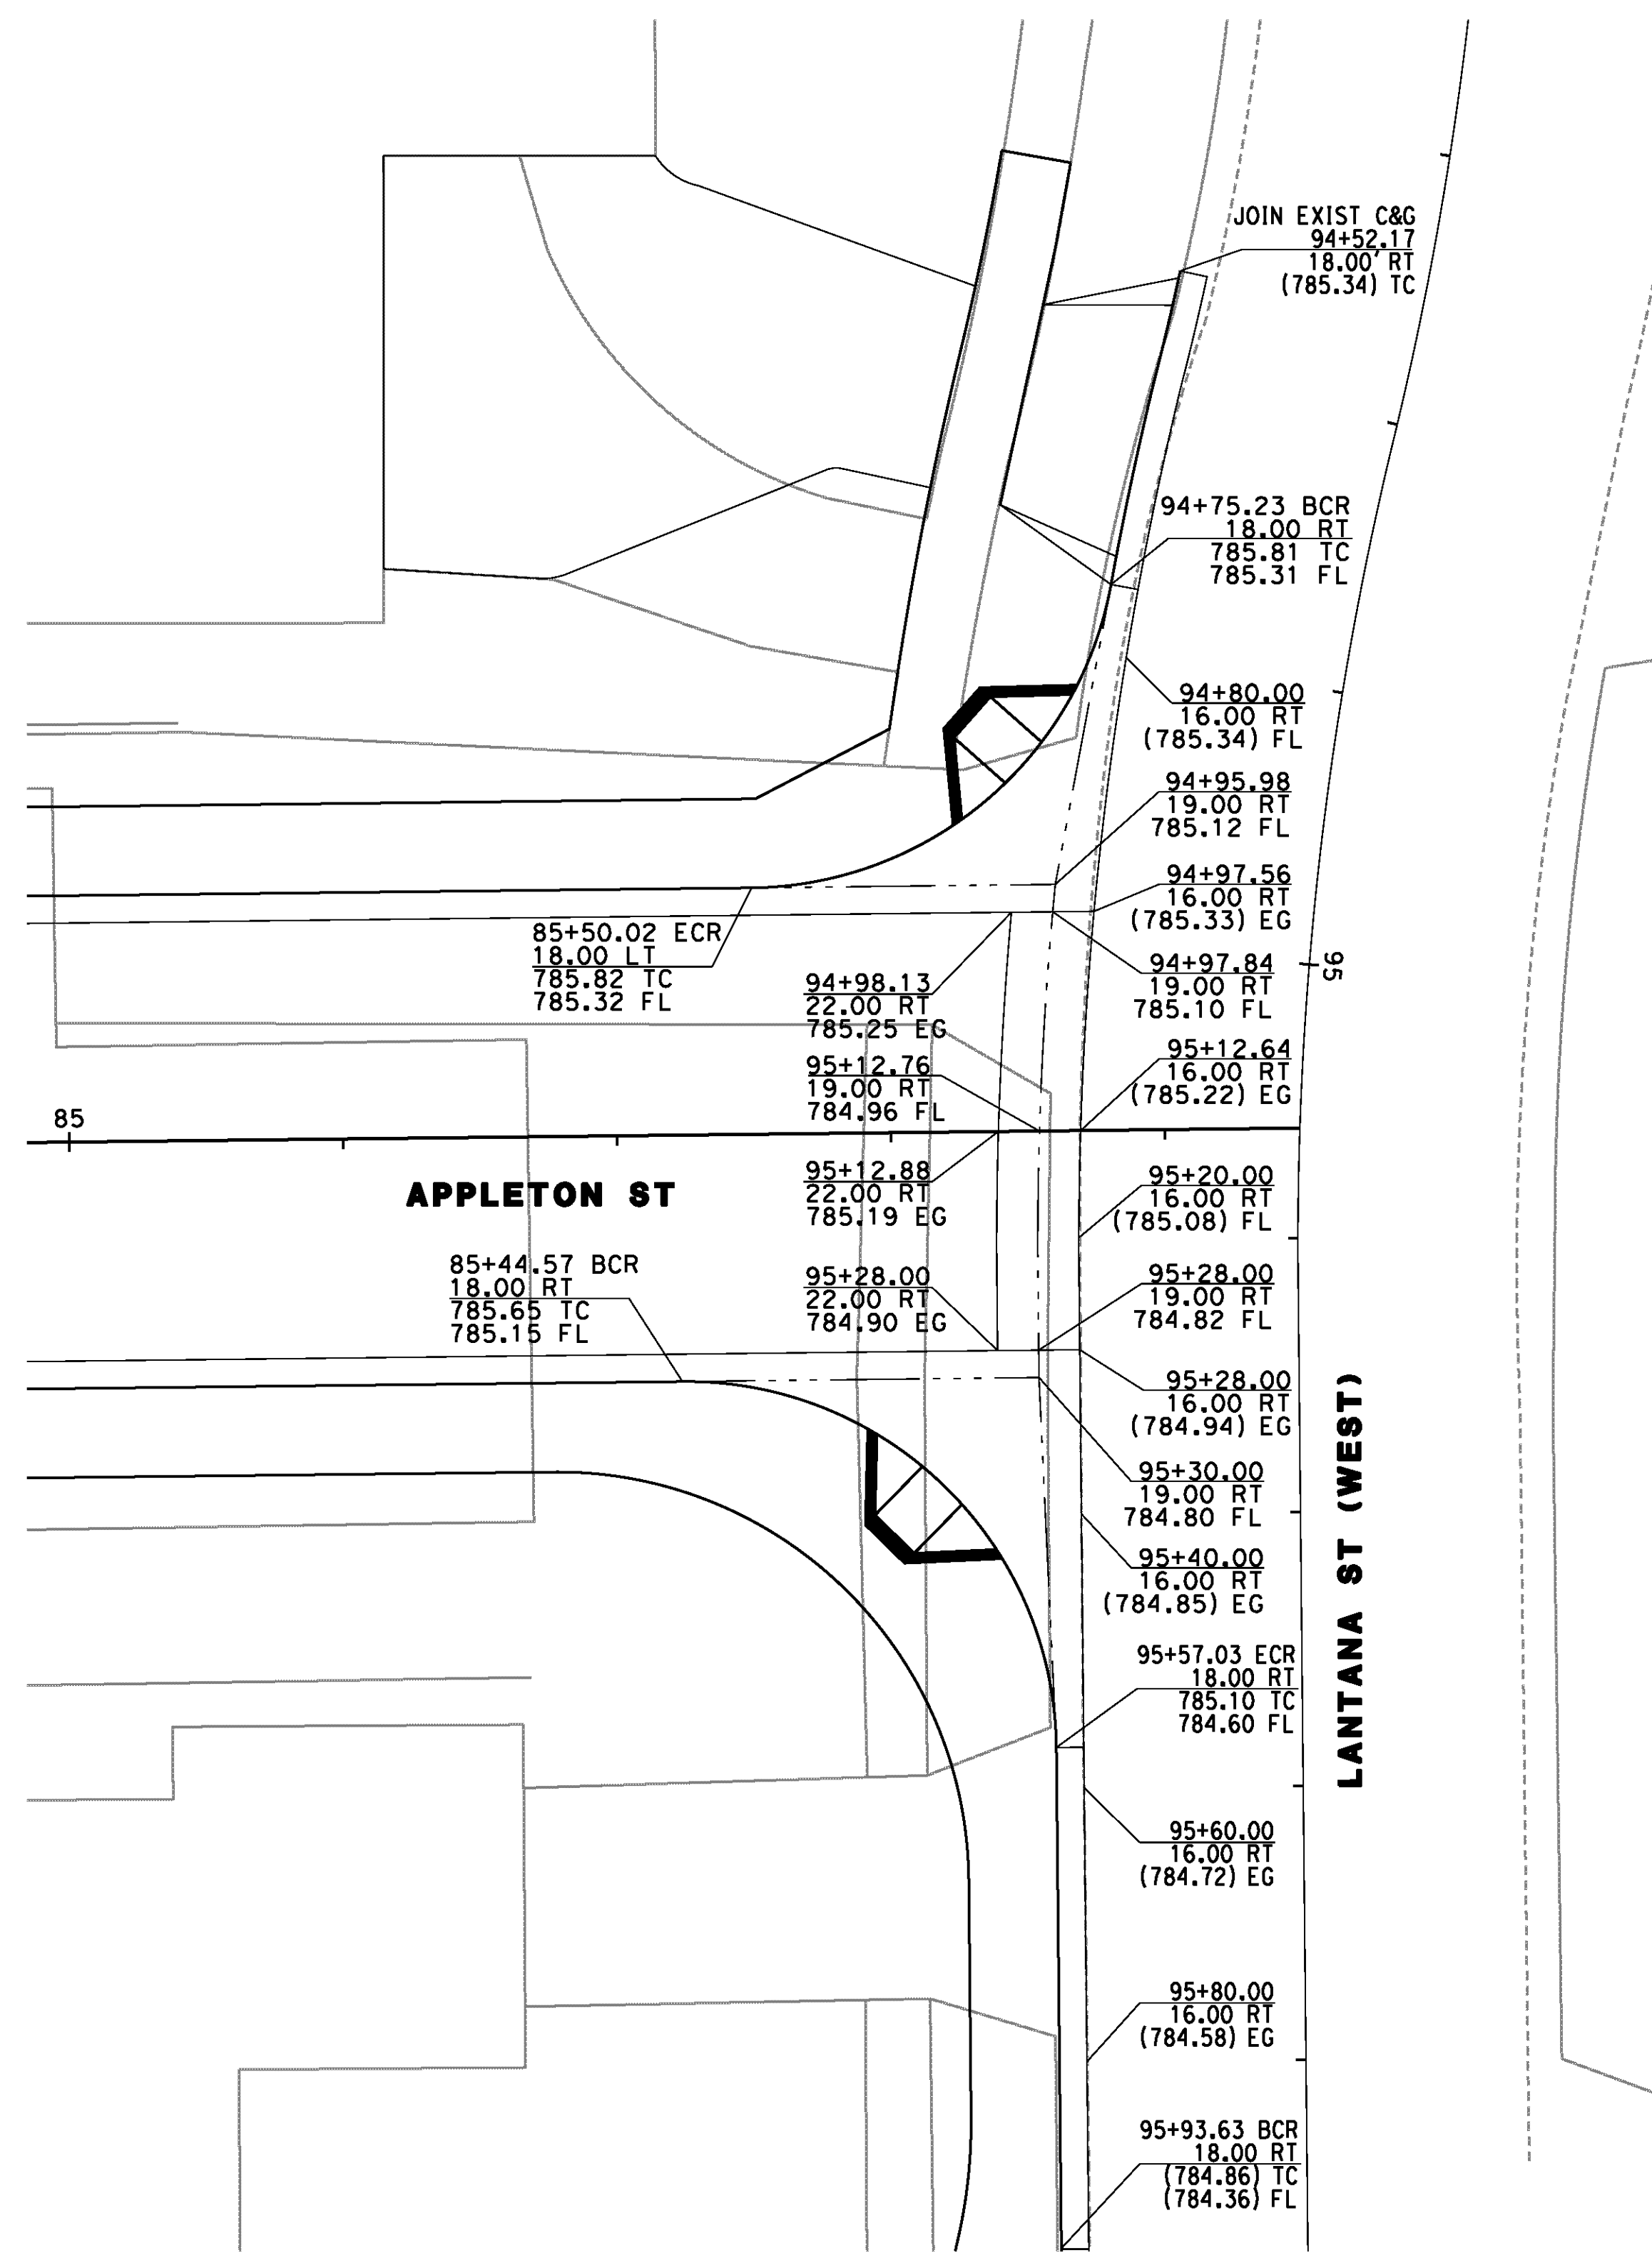 JOIN EXIST C&G
94+52.17
18.00' RT
(785.34) TC
94+75.23 BCR
18.00 RT
785.81 TC
785.31 FL
94+80.00
16.00 RT
(785.34) FL
94+95.98
19.00 RT
785.12 FL
94+97.56
16.00 RT
(785.33) EG
85+50.02 ECR
18.00 LT
785.82 TC
785.32 FL
94+98.13
22.00 RT
785.25 EG
94+97.84
19.00 RT
785.10 FL
95
95+12.76
19.00 RT
784.96 FL
95+12.64
16.00 RT
(785.22) EG
85
APPLETON ST
95+12.88
22.00 RT
785.19 EG
95+20.00
16.00 RT
(785.08) FL
85+44.57 BCR
18.00 RT
785.65 TC
785.15 FL
95+28.00
22.00 RT
784.90 EG
95+28.00
19.00 RT
784.82 FL
95+28.00
16.00 RT
(784.94) EG
95+30.00
19.00 RT
784.80 FL
95+40.00
16.00 RT
(784.85) EG
LANTANA ST (WEST)
95+57.03 ECR
18.00 RT
785.10 TC
784.60 FL
95+60.00
16.00 RT
(784.72) EG
95+80.00
16.00 RT
(784.58) EG
95+93.63 BCR
18.00 RT
(784.86) TC
(784.36) FL